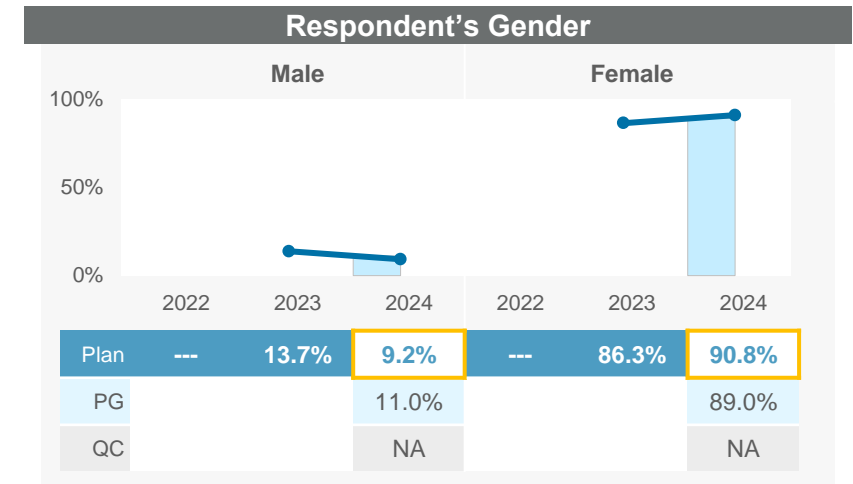 Respondent's Gender
Male Female
100%
50%
0%
2022 2023 2024 2022 2023 2024
Plan --- 13.7% 9.2% --- 86.3% 90.8%
PG 11.0% 89.0%
QC NA NA